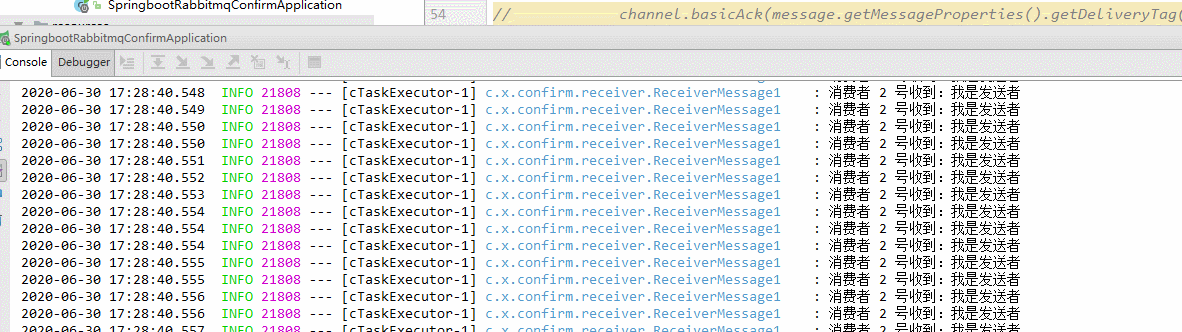 SpringbootRabbitmqConfirmApplication
54 // channel.basicAck(message.getMessageProperties().getDeliveryTag(
SpringbootRabbitmqConfirmApplication
Console Debugger
2020-06-30 17:28:40.548 INFO 21808 --- [cTaskExecutor-1] c.x.confirm.receiver.ReceiverMessage1 : 消费者 2 号收到：我是发送者
2020-06-30 17:28:40.549 INFO 21808 --- [cTaskExecutor-1] c.x.confirm.receiver.ReceiverMessage1 : 消费者 2 号收到：我是发送者
2020-06-30 17:28:40.550 INFO 21808 --- [cTaskExecutor-1] c.x.confirm.receiver.ReceiverMessage1 : 消费者 2 号收到：我是发送者
2020-06-30 17:28:40.550 INFO 21808 --- [cTaskExecutor-1] c.x.confirm.receiver.ReceiverMessage1 : 消费者 2 号收到：我是发送者
2020-06-30 17:28:40.551 INFO 21808 --- [cTaskExecutor-1] c.x.confirm.receiver.ReceiverMessage1 : 消费者 2 号收到：我是发送者
2020-06-30 17:28:40.552 INFO 21808 --- [cTaskExecutor-1] c.x.confirm.receiver.ReceiverMessage1 : 消费者 2 号收到：我是发送者
2020-06-30 17:28:40.553 INFO 21808 --- [cTaskExecutor-1] c.x.confirm.receiver.ReceiverMessage1 : 消费者 2 号收到：我是发送者
2020-06-30 17:28:40.554 INFO 21808 --- [cTaskExecutor-1] c.x.confirm.receiver.ReceiverMessage1 : 消费者 2 号收到：我是发送者
2020-06-30 17:28:40.554 INFO 21808 --- [cTaskExecutor-1] c.x.confirm.receiver.ReceiverMessage1 : 消费者 2 号收到：我是发送者
2020-06-30 17:28:40.554 INFO 21808 --- [cTaskExecutor-1] c.x.confirm.receiver.ReceiverMessage1 : 消费者 2 号收到：我是发送者
2020-06-30 17:28:40.555 INFO 21808 --- [cTaskExecutor-1] c.x.confirm.receiver.ReceiverMessage1 : 消费者 2 号收到：我是发送者
2020-06-30 17:28:40.555 INFO 21808 --- [cTaskExecutor-1] c.x.confirm.receiver.ReceiverMessage1 : 消费者 2 号收到：我是发送者
2020-06-30 17:28:40.556 INFO 21808 --- [cTaskExecutor-1] c.x.confirm.receiver.ReceiverMessage1 : 消费者 2 号收到：我是发送者
2020-06-30 17:28:40.556 INFO 21808 --- [cTaskExecutor-1] c.x.confirm.receiver.ReceiverMessage1 : 消费者 2 号收到：我是发送者
2020-06-30 17:28:40.557 INFO 21808 --- [cTaskExecutor-1] c.x.confirm.receiver.ReceiverMessage1 : 消费者 2 号收到：我是发送者